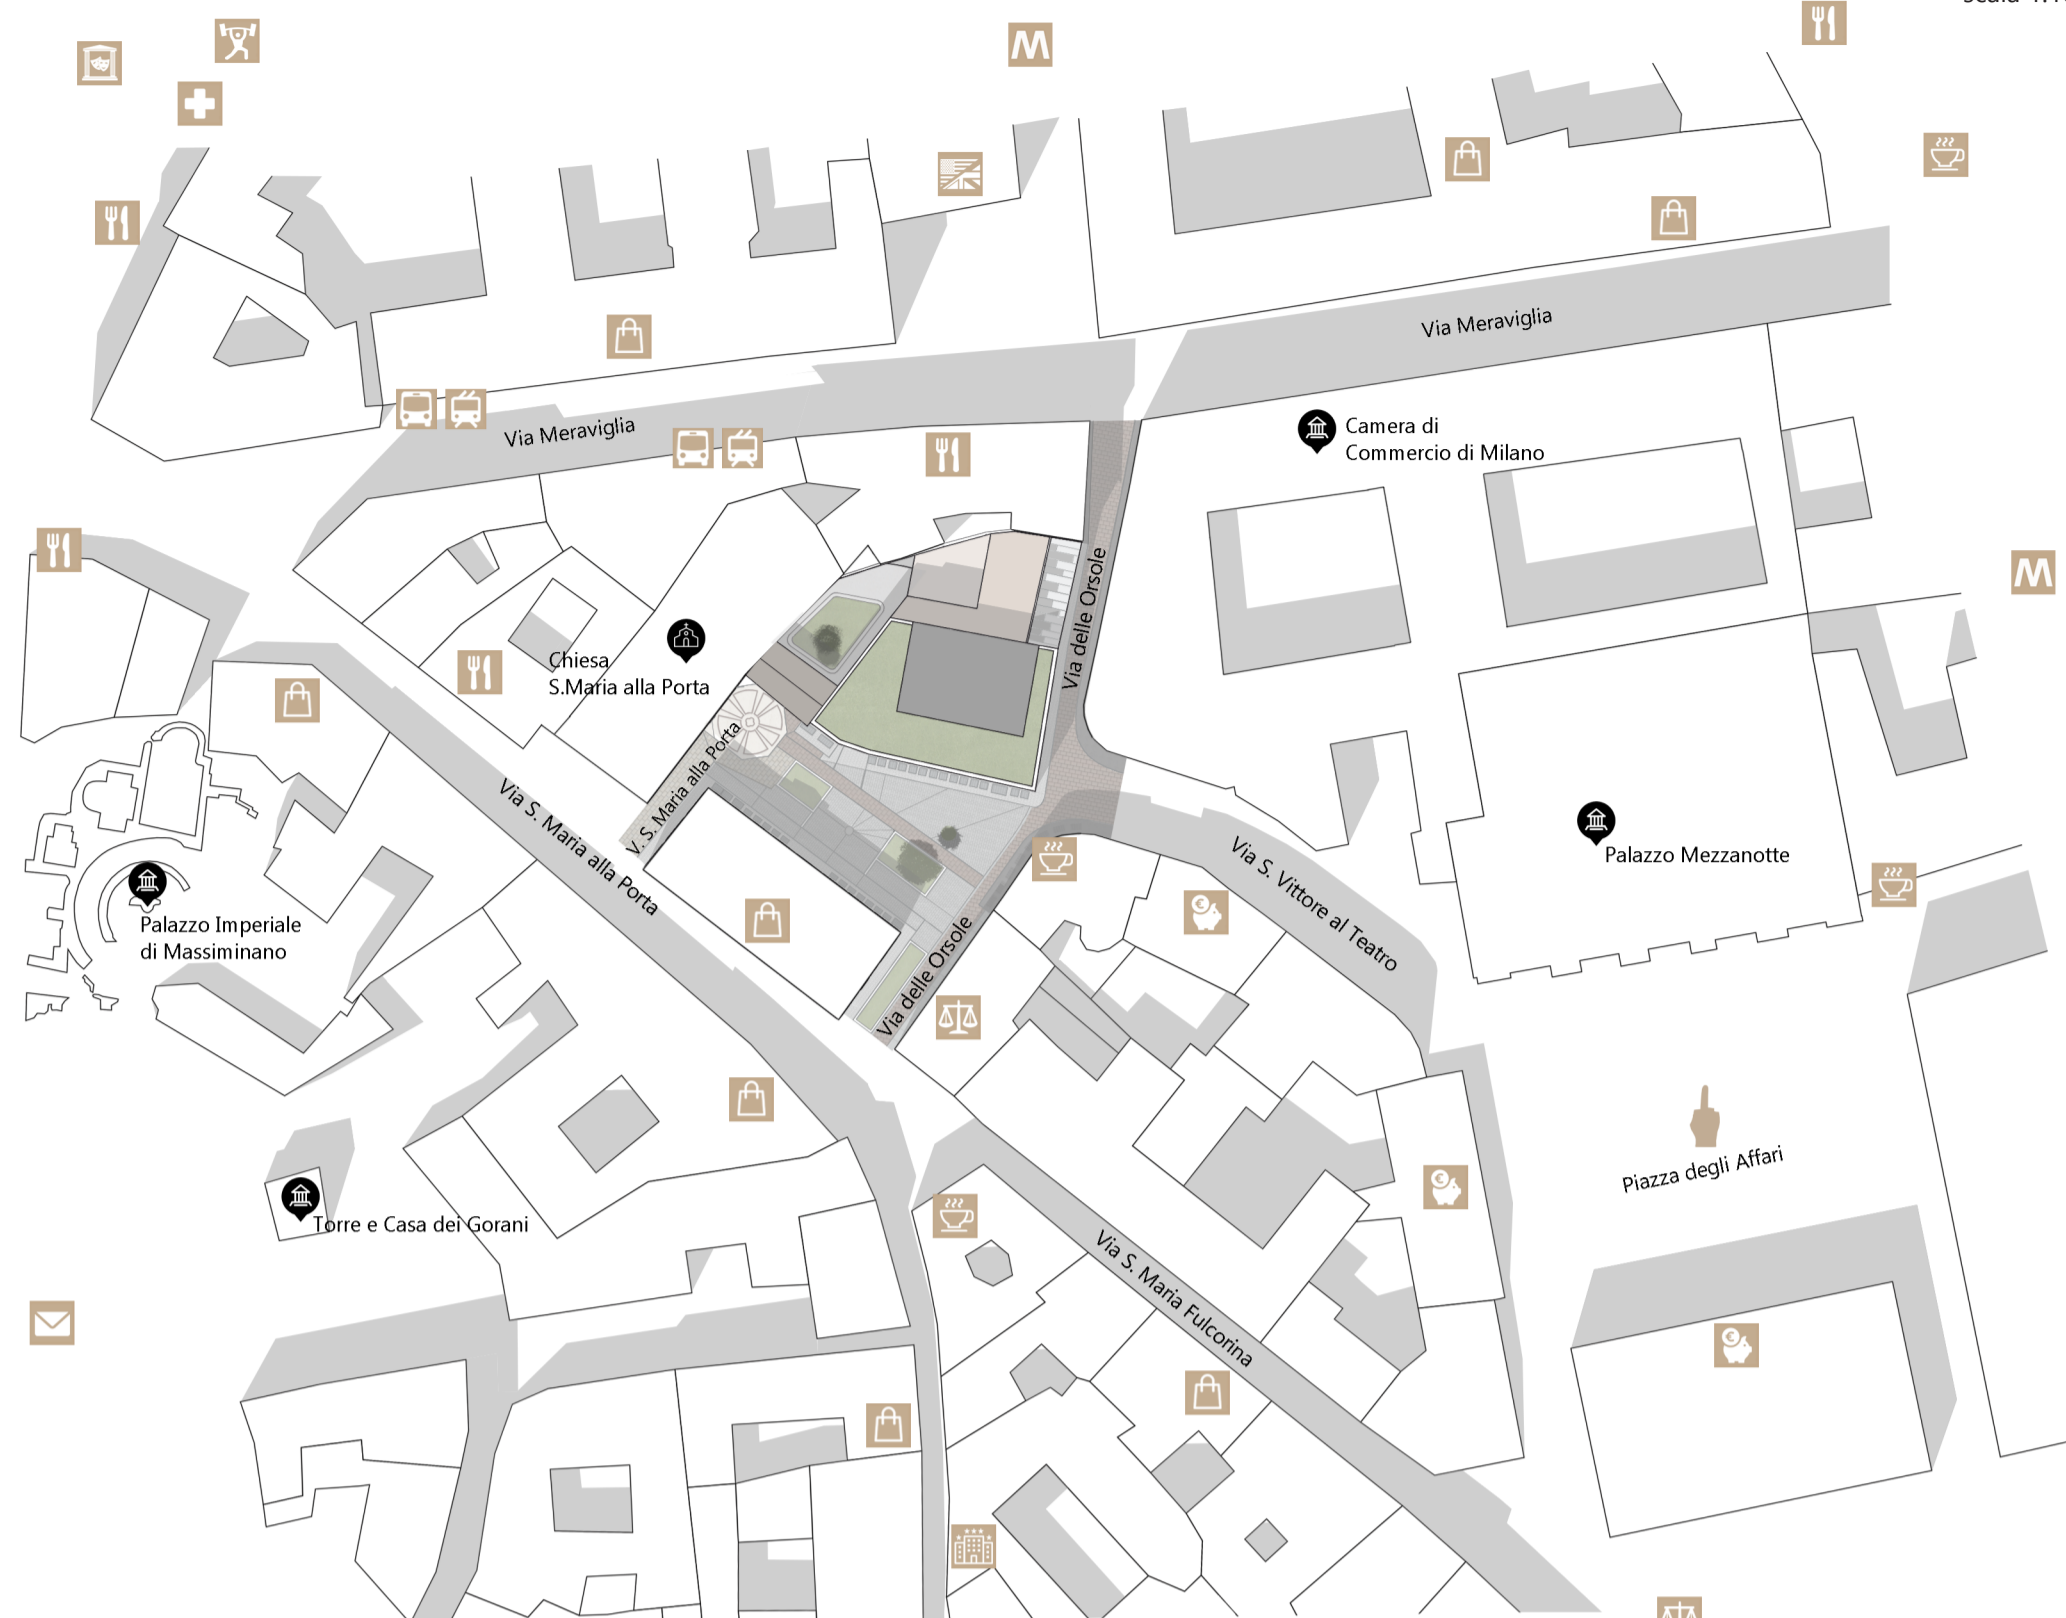 Via Meraviglia
Camera di
Commercio di Milano
Via Meraviglia
Via delle Orsole
Chiesa
S.Maria alla Porta
V. S. Maria alla Porta
Via S. Maria alla Porta
Via S. Vittore al Teatro
Palazzo Mezzanotte
Palazzo Imperiale
di Massiminano
Via delle Orsole
Piazza degli Affari
Torre e Casa dei Gorani
Via S. Maria Fulcorina
M
M